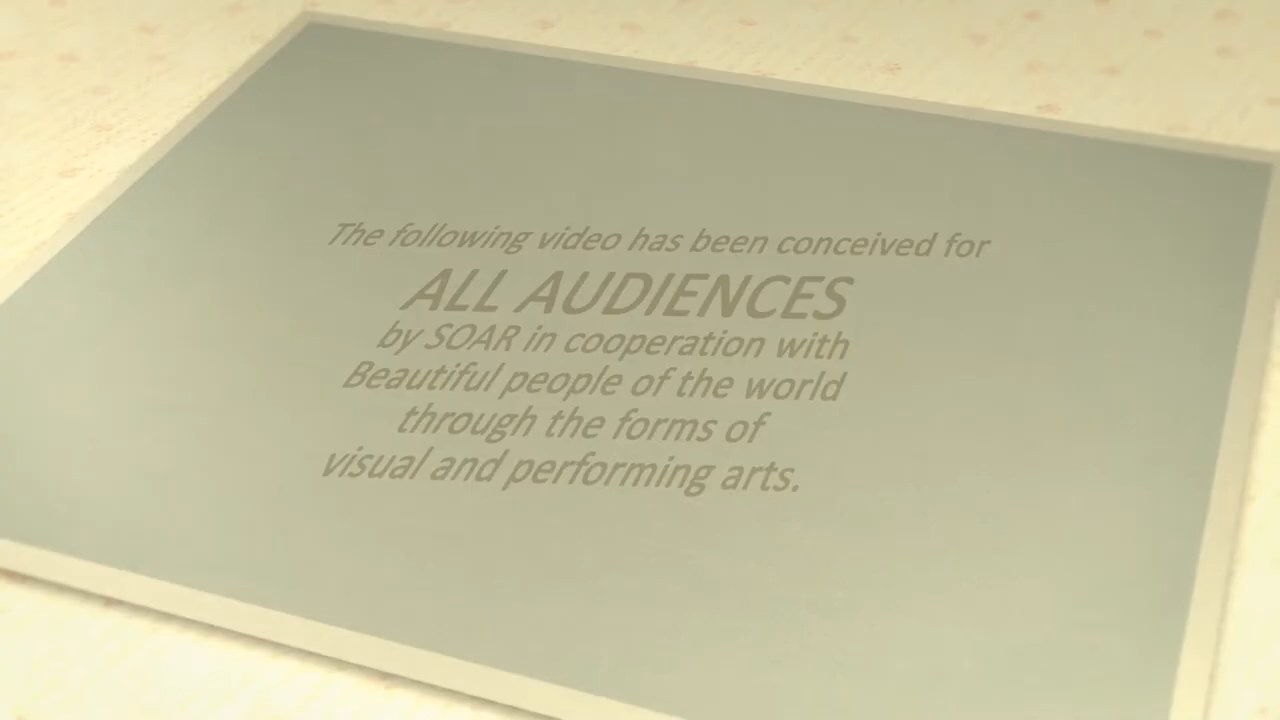 The following video has been conceived for
ALL AUDIENCES
by SOAR in cooperation with
Beautiful people of the world
through the forms of
visual and performing arts.